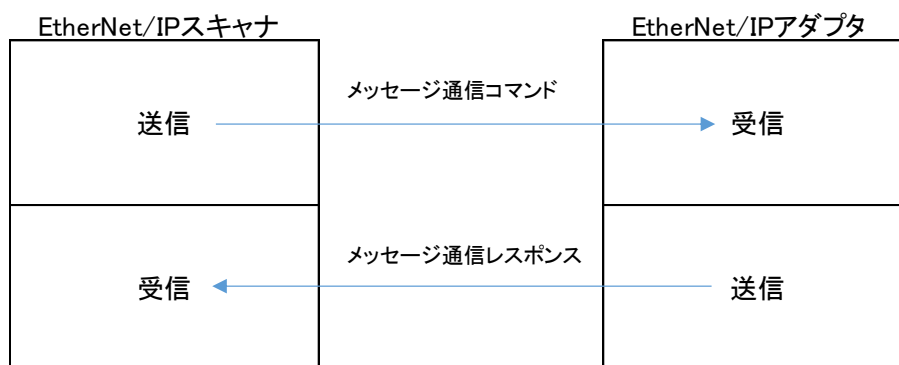 EtherNet/IPスキャナ
EtherNet/IPアダプタ
メッセージ通信コマンド
送信
受信
メッセージ通信レスポンス
受信
送信